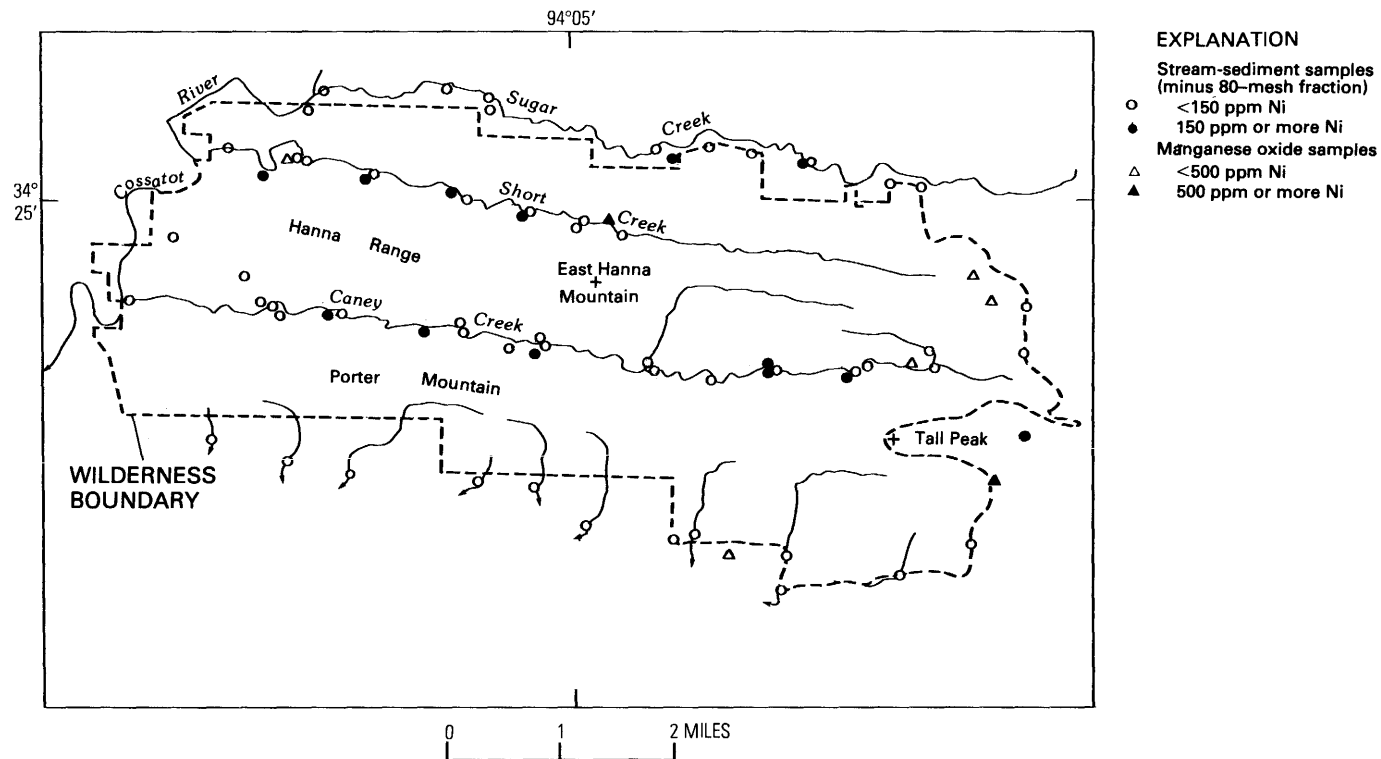 94°05′
EXPLANATION
Stream-sediment samples
(minus 80–mesh fraction)
<150 ppm Ni
150 ppm or more Ni
Manganese oxide samples
<500 ppm Ni
500 ppm or more Ni
River
Sugar
Creek
34°
25′
Cossatot
Short
Creek
Hanna Range
East Hanna
+
Mountain
Caney
Creek
Porter Mountain
+ Tall Peak
WILDERNESS
BOUNDARY
0 1 2 MILES